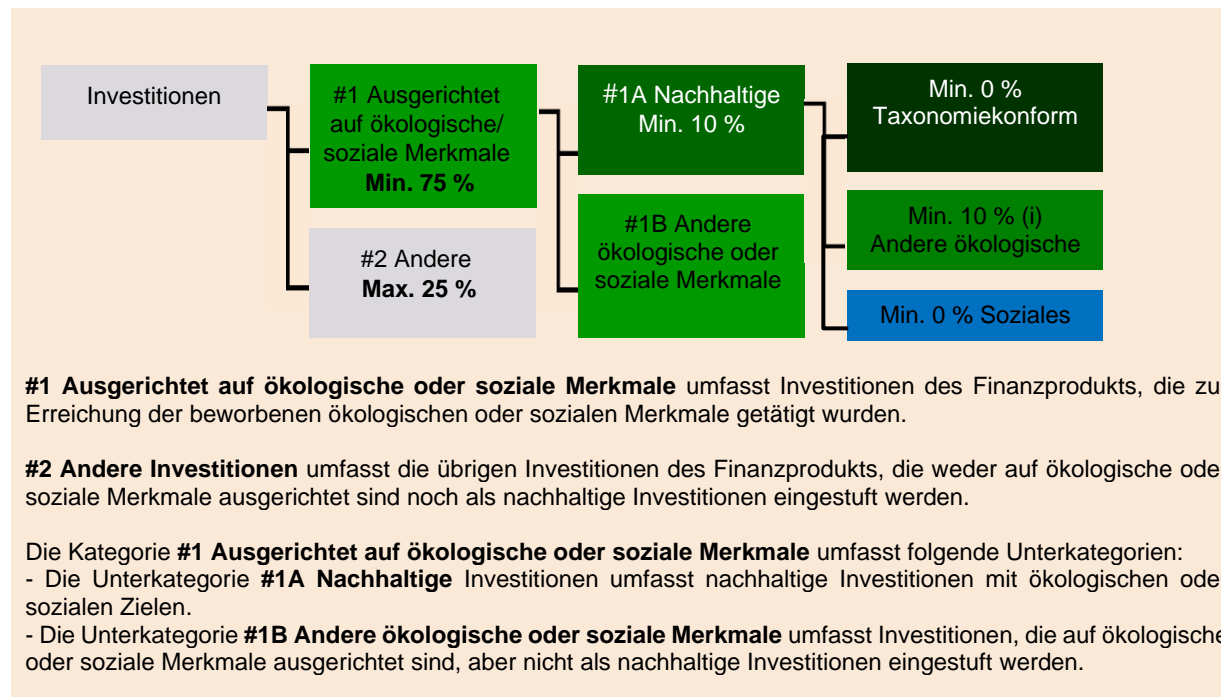 Investitionen
#1 Ausgerichtet
auf ökologische/
soziale Merkmale
Min. 75 %
#2 Andere
Max. 25 %
#1A Nachhaltige
Min. 10 %
#1B Andere
ökologische oder
soziale Merkmale
Min. 0 %
Taxonomiekonform
Min. 10 % (i)
Andere ökologische
Min. 0 % Soziales
#1 Ausgerichtet auf ökologische oder soziale Merkmale umfasst Investitionen des Finanzprodukts, die zu
Erreichung der beworbenen ökologischen oder sozialen Merkmale getätigt wurden.
#2 Andere Investitionen umfasst die übrigen Investitionen des Finanzprodukts, die weder auf ökologische ode
soziale Merkmale ausgerichtet sind noch als nachhaltige Investitionen eingestuft werden.
Die Kategorie #1 Ausgerichtet auf ökologische oder soziale Merkmale umfasst folgende Unterkategorien:
- Die Unterkategorie #1A Nachhaltige Investitionen umfasst nachhaltige Investitionen mit ökologischen ode
sozialen Zielen.
- Die Unterkategorie #1B Andere ökologische oder soziale Merkmale umfasst Investitionen, die auf ökologische
oder soziale Merkmale ausgerichtet sind, aber nicht als nachhaltige Investitionen eingestuft werden.